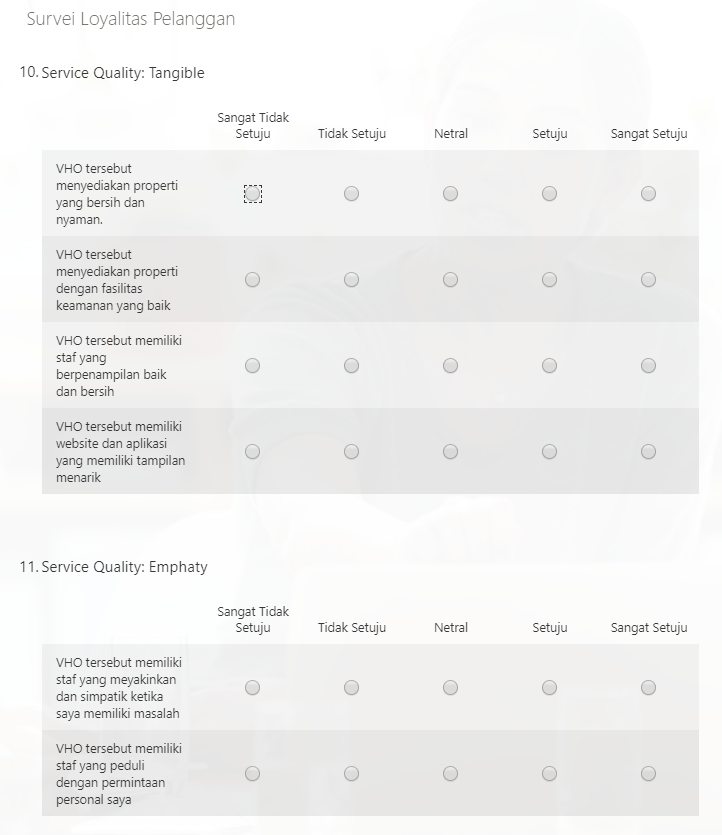 Survei Loyalitas Pelanggan
10. Service Quality: Tangible
Sangat Tidak
Setuju Tidak Setuju Netral Setuju Sangat Setuju
VHO tersebut
menyediakan properti
yang bersih dan
nyaman.
VHO tersebut
menyediakan properti
dengan fasilitas
keamanan yang baik
VHO tersebut memiliki
staf yang
berpenampilan baik
dan bersih
VHO tersebut memiliki
website dan aplikasi
yang memiliki tampilan
menarik
11. Service Quality: Emphaty
Sangat Tidak
Setuju Tidak Setuju Netral Setuju Sangat Setuju
VHO tersebut memiliki
staf yang meyakinkan
dan simpatik ketika
saya memiliki masalah
VHO tersebut memiliki
staf yang peduli
dengan permintaan
personal saya